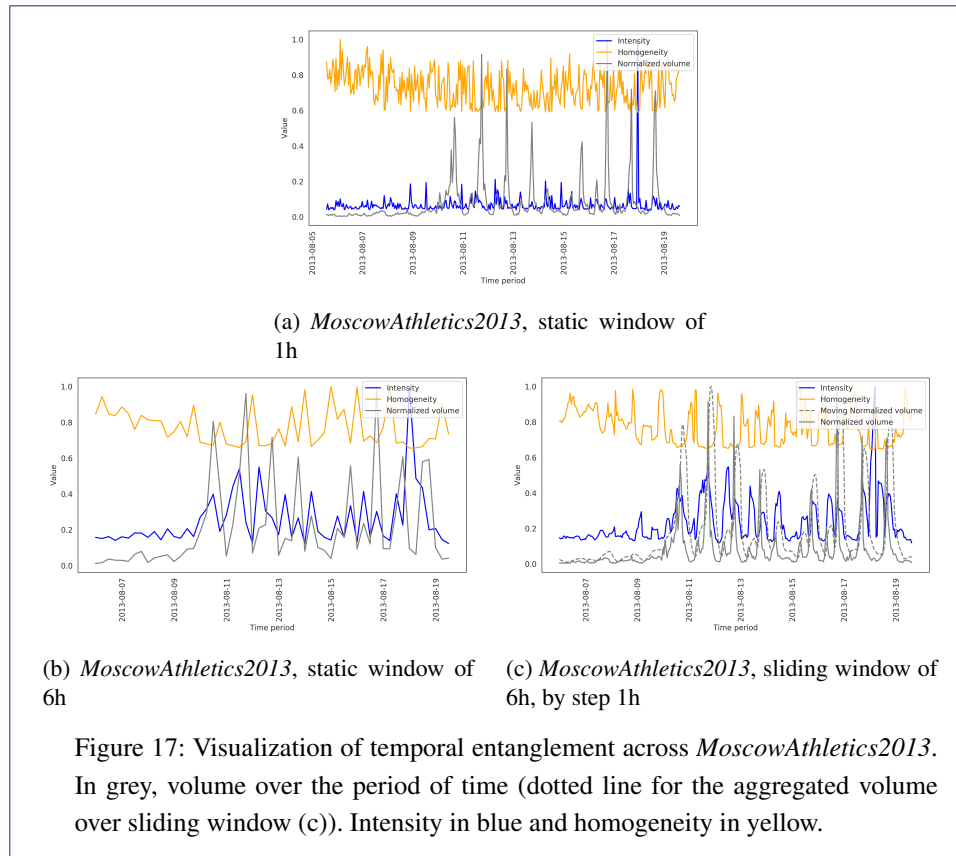 Intensity
Homogeneity
Normalized volume
1.0
0.8
0.6
0.4
0.2
0.0
Value
2013-08-05
2013-08-07
2013-08-09
2013-08-11
2013-08-13
2013-08-15
2013-08-17
2013-08-19
Time period
(a) MoscowAthletics2013, static window of
1h
Intensity
Homogeneity
Normalized volume
1.0
0.8
0.6
0.4
0.2
0.0
Value
2013-08-07
2013-08-09
2013-08-11
2013-08-13
2013-08-15
2013-08-17
2013-08-19
Time period
(b) MoscowAthletics2013, static window of
6h
Intensity
Homogeneity
Moving Normalized volume
Normalized volume
1.0
0.8
0.6
0.4
0.2
0.0
Value
2013-08-07
2013-08-09
2013-08-11
2013-08-13
2013-08-15
2013-08-17
2013-08-19
Time period
(c) MoscowAthletics2013, sliding window of
6h, by step 1h
Figure 17: Visualization of temporal entanglement across MoscowAthletics2013.
In grey, volume over the period of time (dotted line for the aggregated volume
over sliding window (c)). Intensity in blue and homogeneity in yellow.